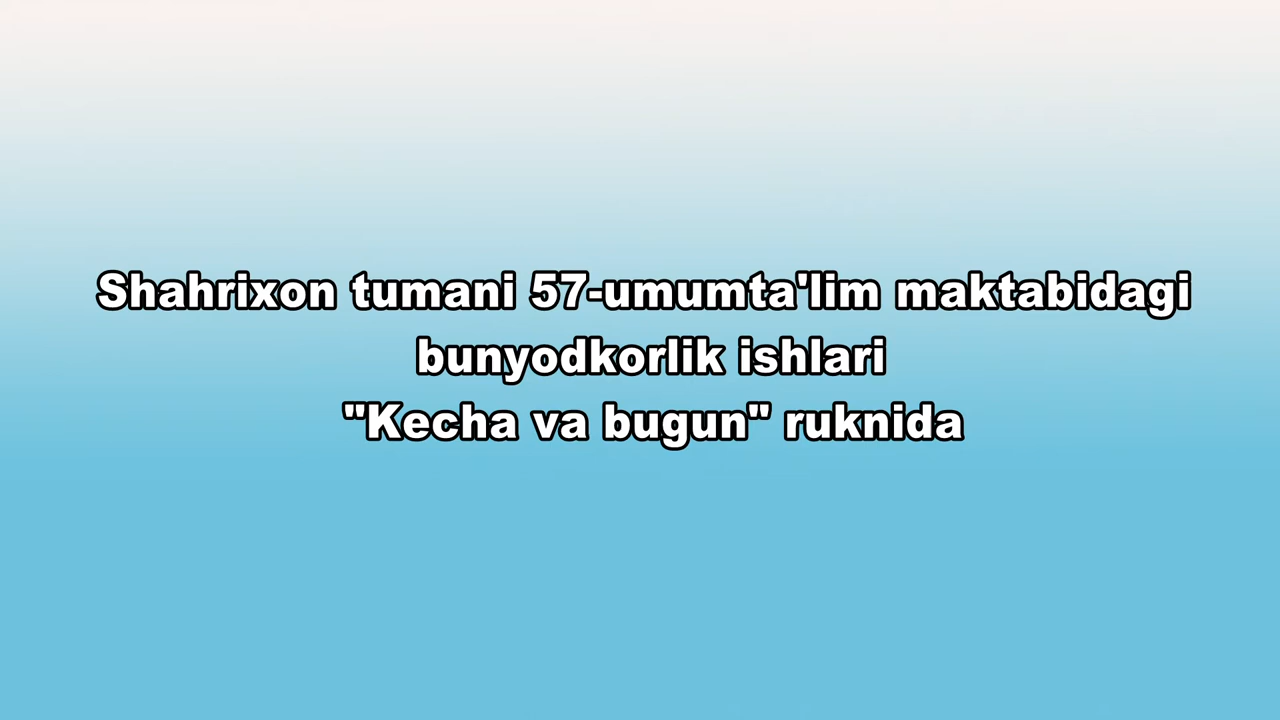 Shahrixon tumani 57-umumta'lim maktabidagi
bunyodkorlik ishlari
"Kecha va bugun" ruknida